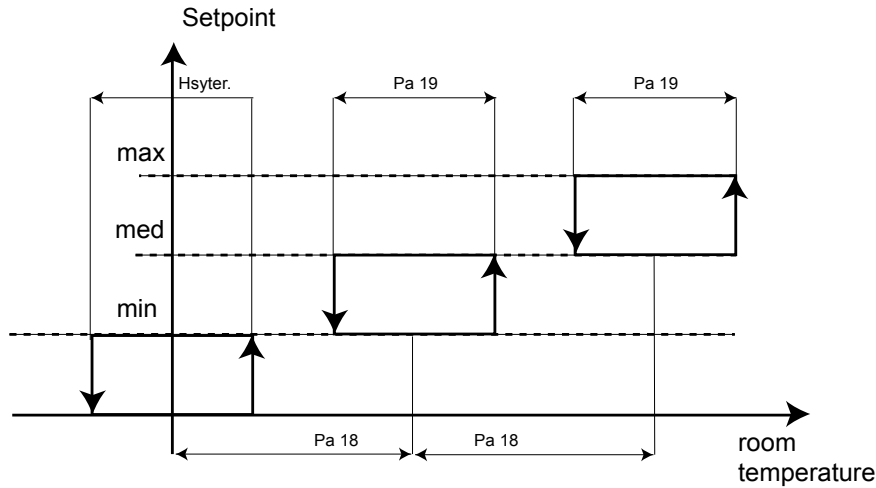 Setpoint
Hsyter.
Pa 19
Pa 19
max
med
min
Pa 18
Pa 18
room
temperature